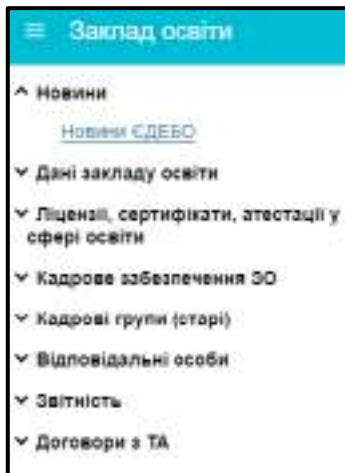 Заклад освіти
Новини
Новини ЄДЕБО
Дані закладу освіти
Ліцензії, сертифікати, атестації у
сфері освіти
Кадрове забезпечення ЗО
Кадрові групи (старі)
Відповідальні особи
Звітність
Договори з ТА